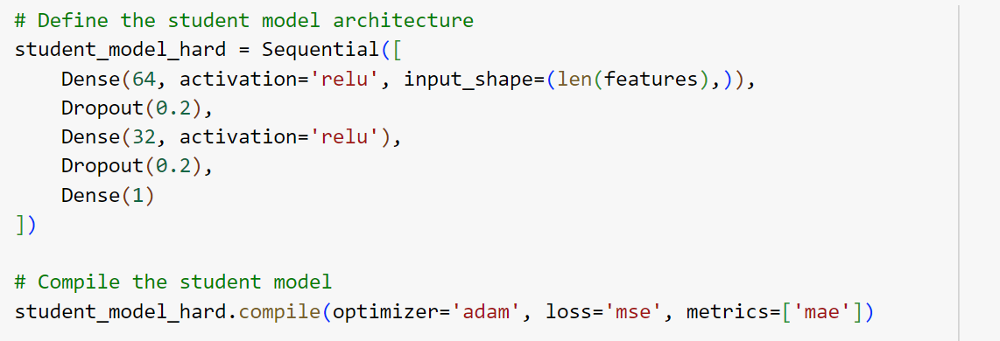 # Define the student model architecture
student_model_hard = Sequential([
    Dense(64, activation='relu', input_shape=(len(features),)),
    Dropout(0.2),
    Dense(32, activation='relu'),
    Dropout(0.2),
    Dense(1)
])
# Compile the student model
student_model_hard.compile(optimizer='adam', loss='mse', metrics=['mae'])